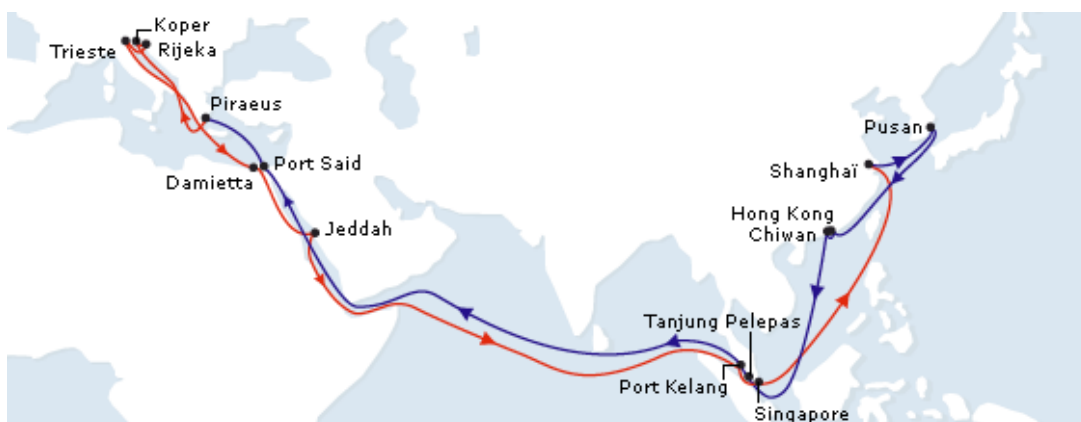 Koper
Trieste
Rijeka
Piraeus
Pusan
Port Said
Shanghaï
Damietta
Hong Kong
Jeddah
Chiwan
Tanjung Pelepas
Port Kelang
Singapore